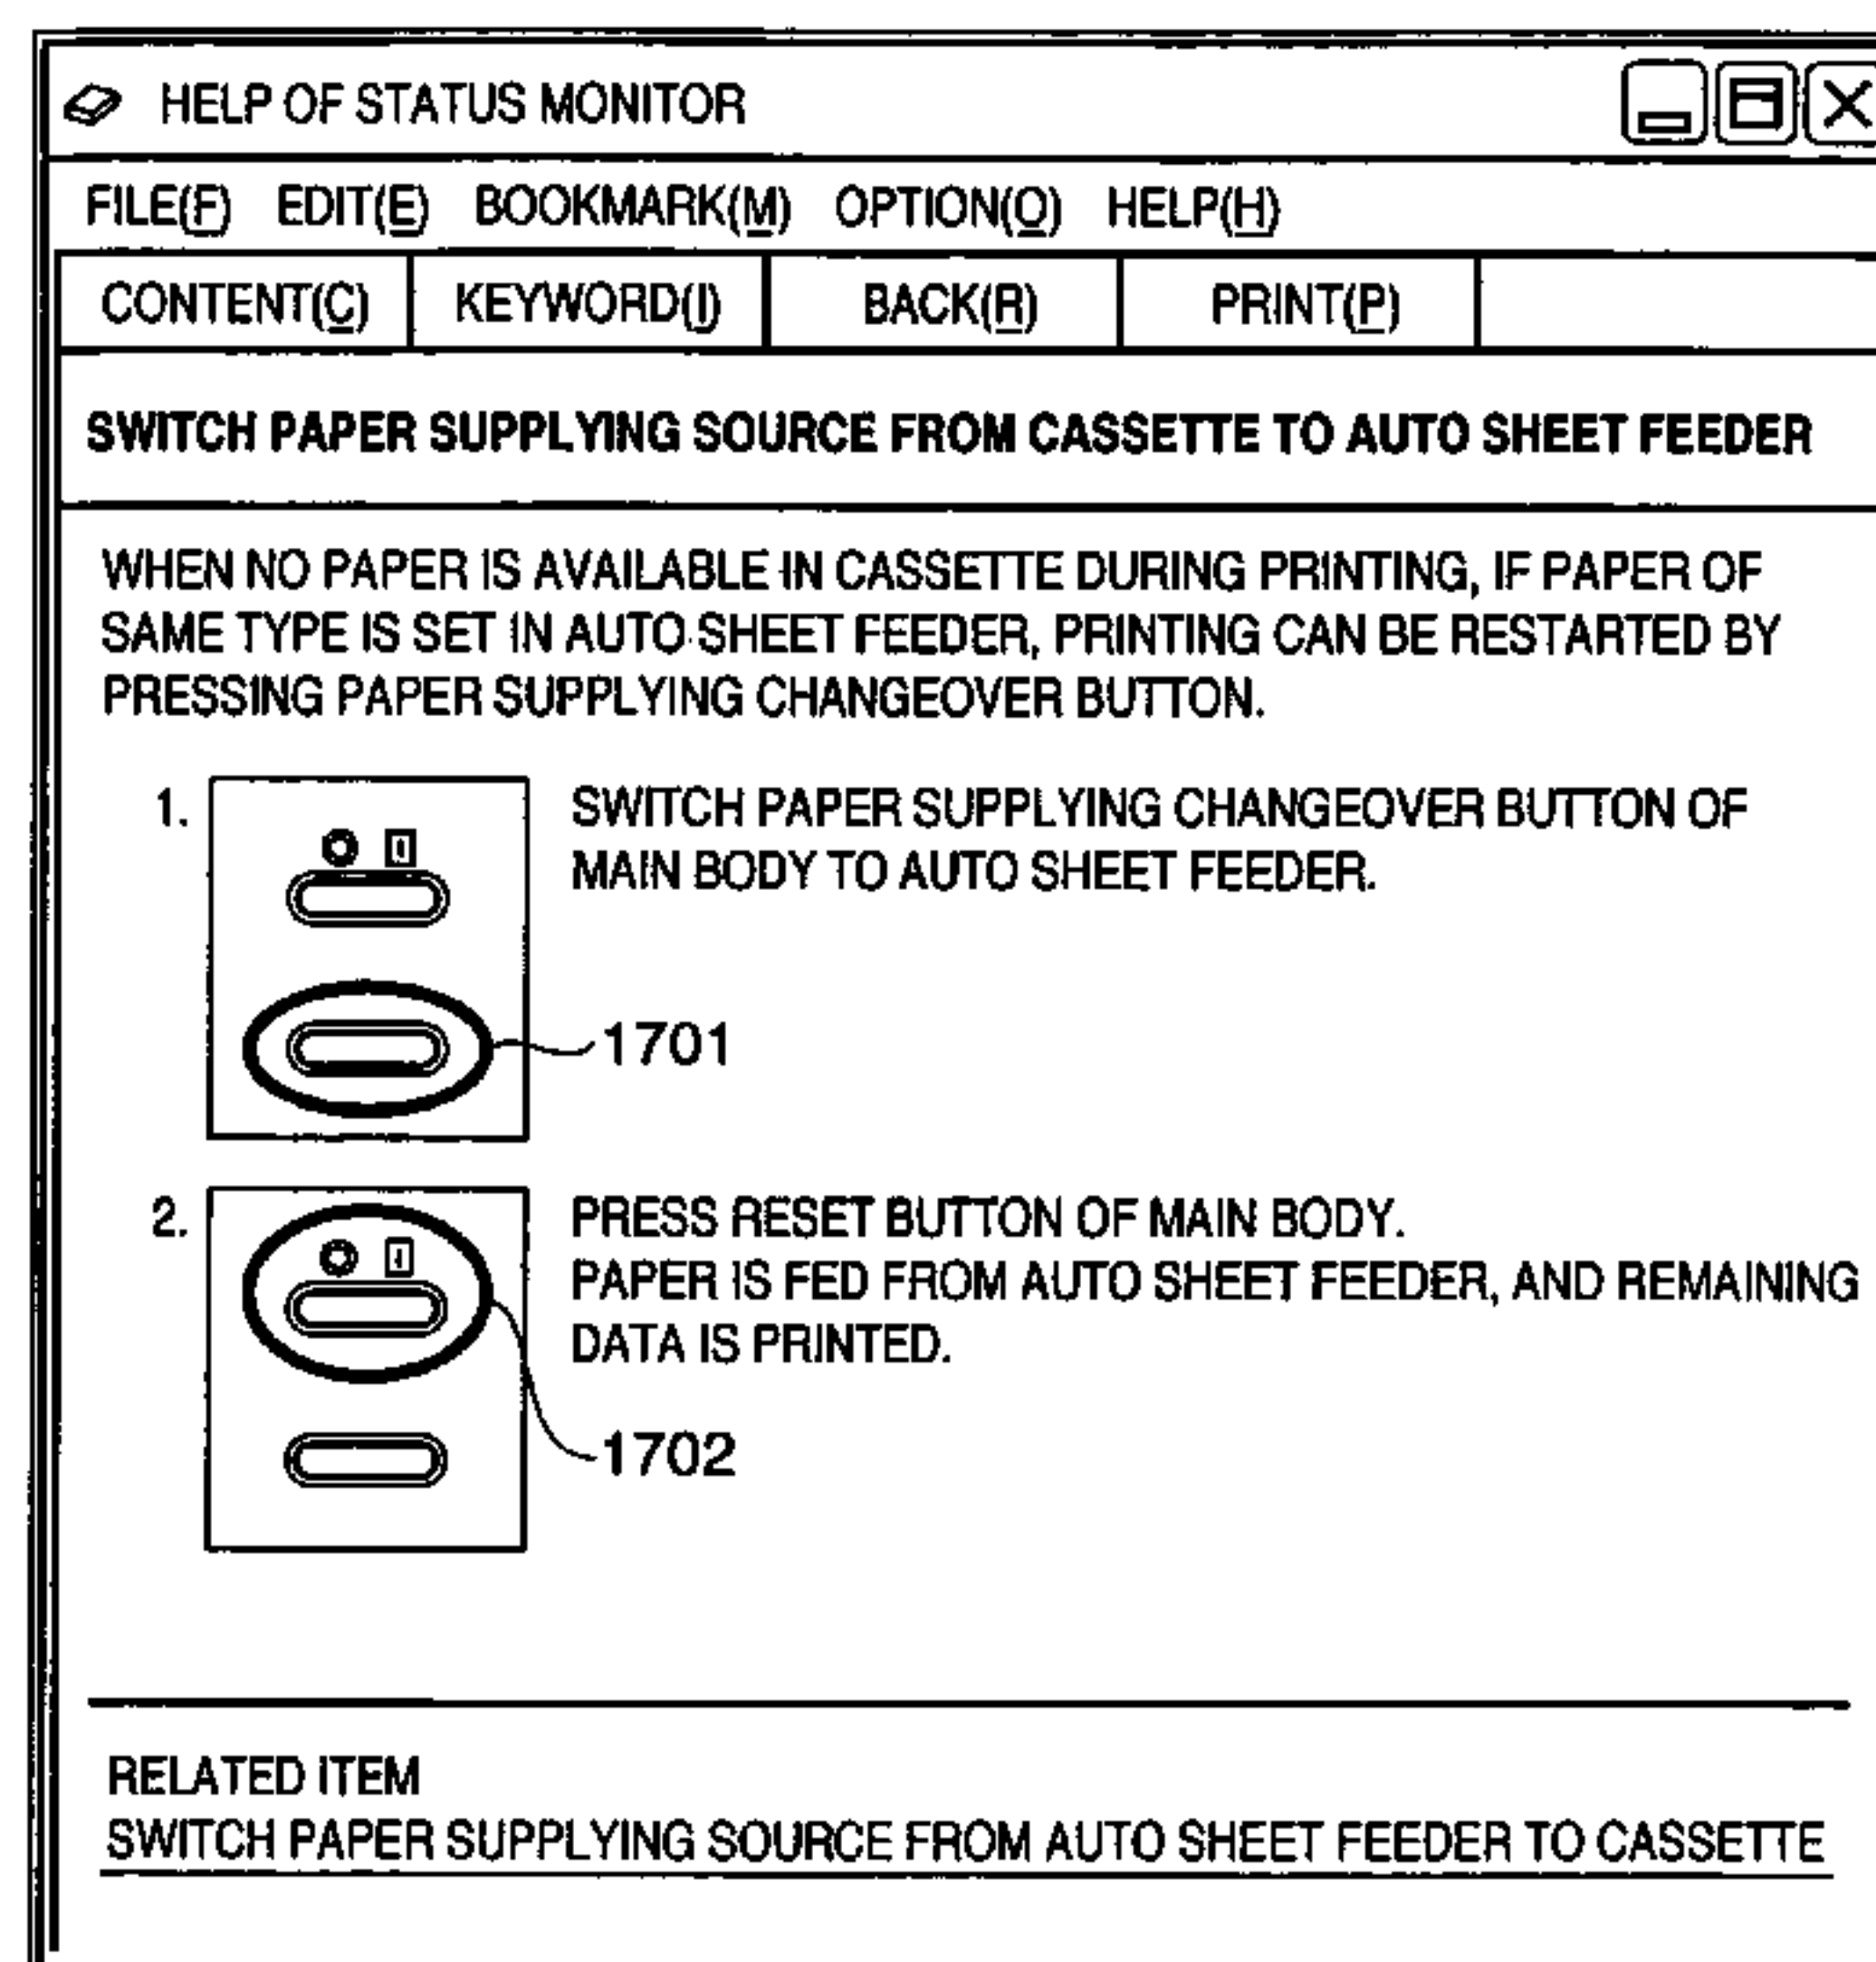 HELP OF STATUS MONITOR
FILE(F) EDIT(E) BOOKMARK(M) OPTION(O) HELP(H)
CONTENT(C) KEYWORD(I) BACK(R) PRINT(P)
SWITCH PAPER SUPPLYING SOURCE FROM CASSETTE TO AUTO SHEET FEEDER
WHEN NO PAPER IS AVAILABLE IN CASSETTE DURING PRINTING, IF PAPER OF
SAME TYPE IS SET IN AUTO SHEET FEEDER, PRINTING CAN BE RESTARTED BY
PRESSING PAPER SUPPLYING CHANGEOVER BUTTON.
1. SWITCH PAPER SUPPLYING CHANGEOVER BUTTON OF
MAIN BODY TO AUTO SHEET FEEDER.
1701
2. PRESS RESET BUTTON OF MAIN BODY.
PAPER IS FED FROM AUTO SHEET FEEDER, AND REMAINING
DATA IS PRINTED.
1702
RELATED ITEM
SWITCH PAPER SUPPLYING SOURCE FROM AUTO SHEET FEEDER TO CASSETTE